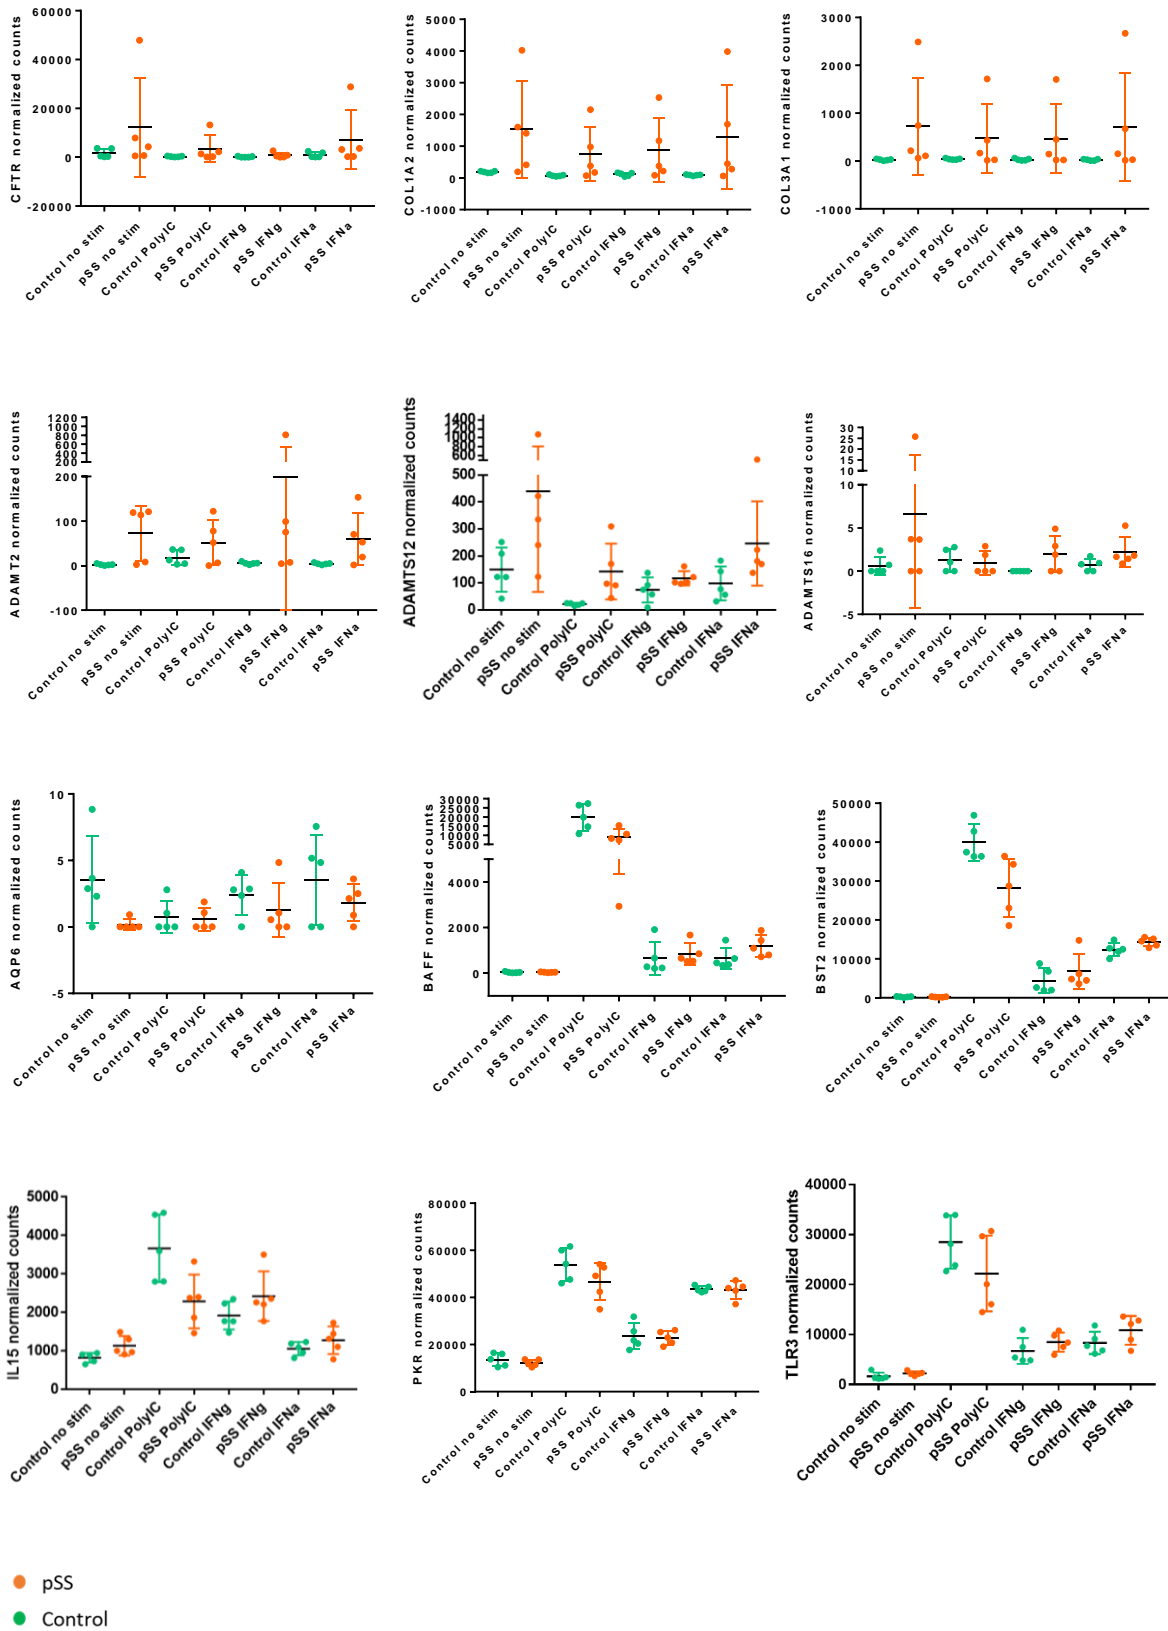 CFTR normalized counts
60000
40000
20000
0
-20000
Control no stim
pSS no stim
Control PolyIC
pSS PolyIC
Control IFNg
pSS IFNg
Control IFNa
pSS IFNa
COL1A2 normalized counts
5000
4000
3000
2000
1000
0
-1000
Control no stim
pSS no stim
Control PolyIC
pSS PolyIC
Control IFNg
pSS IFNg
Control IFNa
pSS IFNa
COL3A1 normalized counts
3000
2000
1000
0
-1000
Control no stim
pSS no stim
Control PolyIC
pSS PolyIC
Control IFNg
pSS IFNg
Control IFNa
pSS IFNa
ADAMT2 normalized counts
1200
1000
800
600
400
200
200
100
0
-100
Control no stim
pSS no stim
Control PolyIC
pSS PolyIC
Control IFNg
pSS IFNg
Control IFNa
pSS IFNa
ADAMTS12 normalized counts
1400
1200
1000
800
600
500
400
300
200
100
0
Control no stim
pSS no stim
Control PolyIC
pSS PolyIC
Control IFNg
pSS IFNg
Control IFNa
pSS IFNa
ADAMTS16 normalized counts
30
25
20
15
10
10
5
0
-5
Control no stim
pSS no stim
Control PolyIC
pSS PolyIC
Control IFNg
pSS IFNg
Control IFNa
pSS IFNa
AQP6 normalized counts
10
5
0
-5
Control no stim
pSS no stim
Control PolyIC
pSS PolyIC
Control IFNg
pSS IFNg
Control IFNa
pSS IFNa
BAFF normalized counts
30000
25000
20000
15000
10000
5000
4000
2000
0
Control no stim
pSS no stim
Control PolyIC
pSS PolyIC
Control IFNg
pSS IFNg
Control IFNa
pSS IFNa
BST2 normalized counts
50000
40000
30000
20000
10000
0
Control no stim
pSS no stim
Control PolyIC
pSS PolyIC
Control IFNg
pSS IFNg
Control IFNa
pSS IFNa
IL15 normalized counts
5000
4000
3000
2000
1000
0
Control no stim
pSS no stim
Control PolyIC
pSS PolyIC
Control IFNg
pSS IFNg
Control IFNa
pSS IFNa
PKR normalized counts
80000
60000
40000
20000
0
Control no stim
pSS no stim
Control PolyIC
pSS PolyIC
Control IFNg
pSS IFNg
Control IFNa
pSS IFNa
TLR3 normalized counts
40000
30000
20000
10000
0
Control no stim
pSS no stim
Control PolyIC
pSS PolyIC
Control IFNg
pSS IFNg
Control IFNa
pSS IFNa
pSS
Control